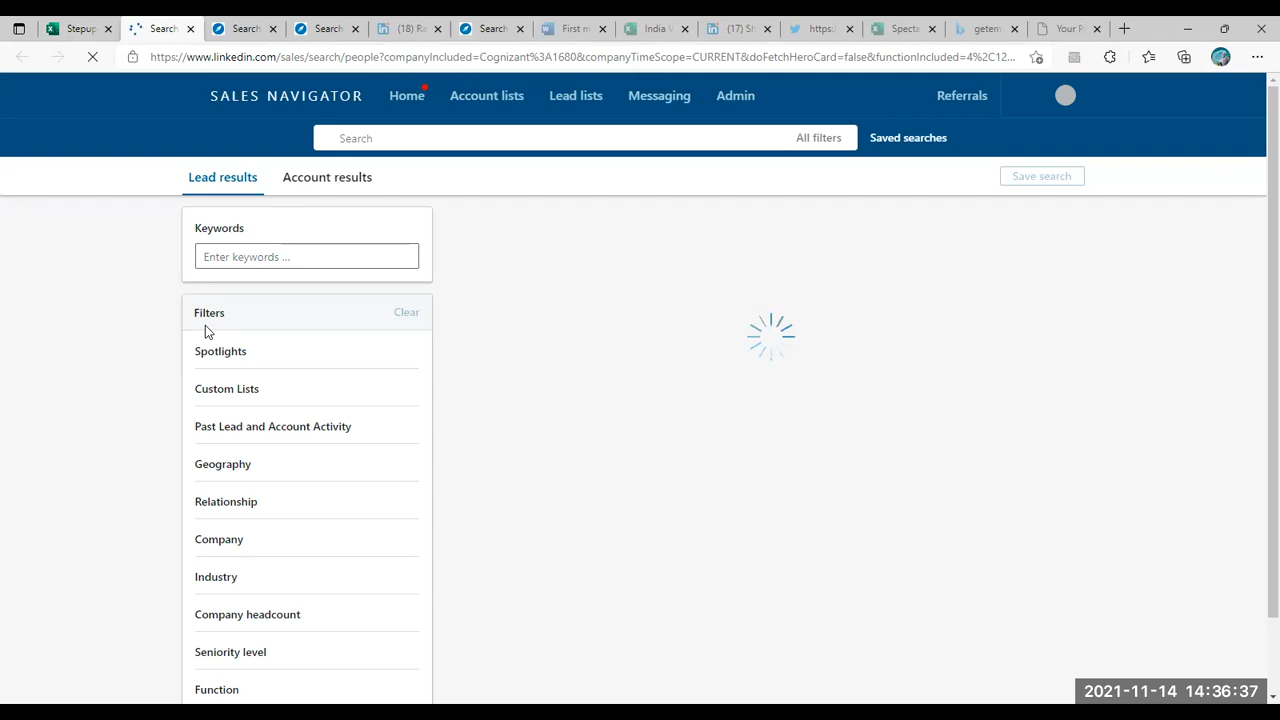 Stepup
Search
Search
Search
(18) Ra
Search
First m
India V
(17) Sh
https:/
Specta
getem
Your P
https://www.linkedin.com/sales/search/people?companyIncluded=Cognizant%3A1680&companyTimeScope=CURRENT&doFetchHeroCard=false&functionIncluded=4%2C12...
SALES NAVIGATOR Home Account lists Lead lists Messaging Admin Referrals
Search All filters Saved searches
Lead results Account results Save search
Keywords
Enter keywords ...
Filters Clear
Spotlights
Custom Lists
Past Lead and Account Activity
Geography
Relationship
Company
Industry
Company headcount
Seniority level
Function
2021-11-14 14:36:37